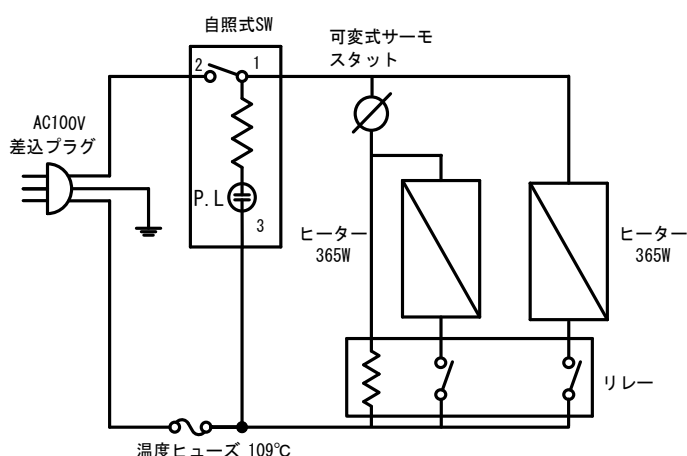 自照式SW
可変式サーモ
スタット
2
1
AC100V
差込プラグ
P.L
3
ヒーター
365W
ヒーター
365W
リレー
温度ヒューズ 109℃